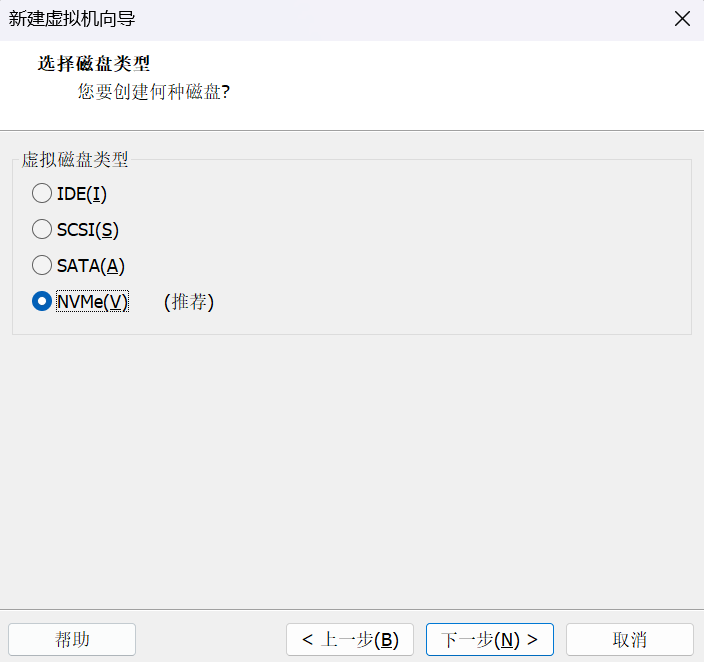 新建虚拟机向导
选择磁盘类型
您要创建何种磁盘?
虚拟磁盘类型
IDE(I)
SCSI(S)
SATA(A)
NVMe(V) (推荐)
帮助 < 上一步(B) 下一步(N) > 取消